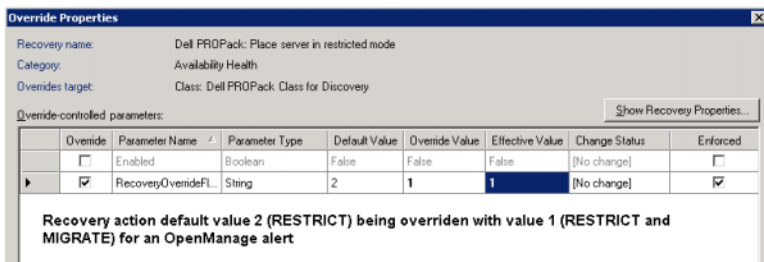 Override Properties
Recovery name: Dell PROPack: Place server in restricted mode
Category: Availability Health
Overrides target: Class: Dell PROPack Class for Discovery
Override-controlled parameters: Show Recovery Properties...
Override Parameter Name Parameter Type Default Value Override Value Effective Value Change Status Enforced
Enabled Boolean False False False [No change]
RecoveryOverrideFl... String 2 1 1 [No change]
Recovery action default value 2 (RESTRICT) being overriden with value 1 (RESTRICT and
MIGRATE) for an OpenManage alert